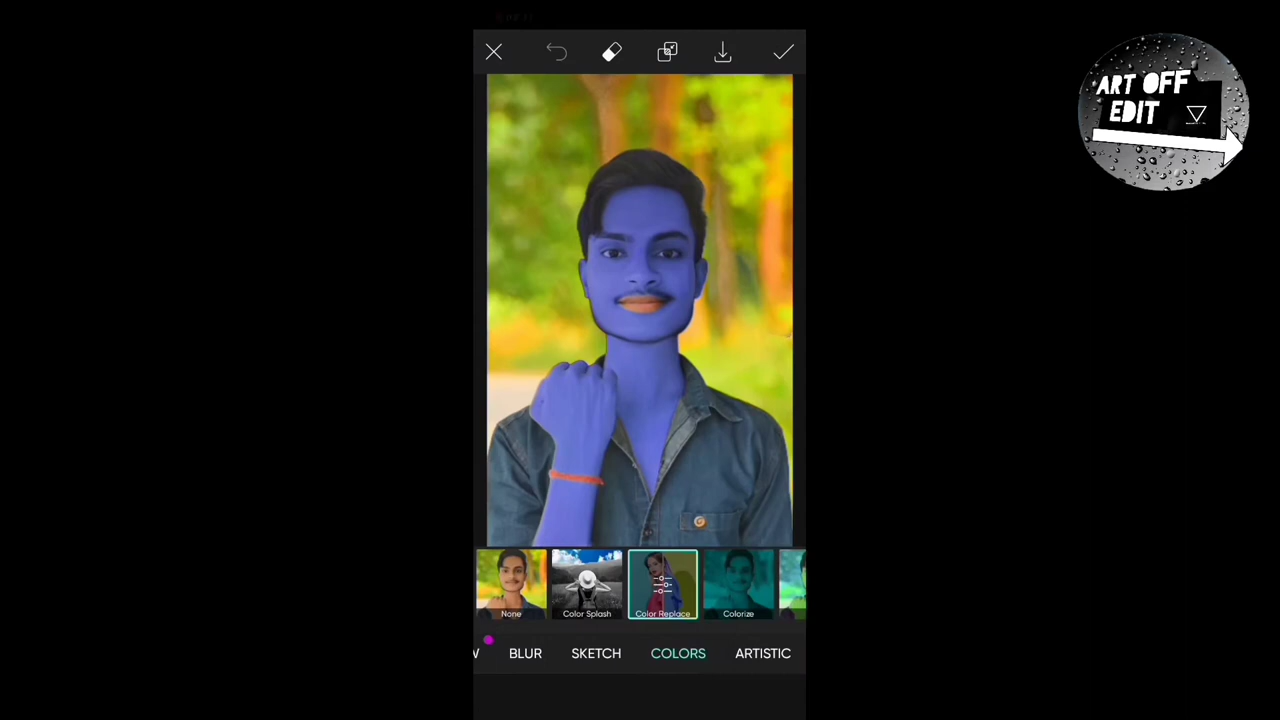 ART OFF
EDIT
None
Color Splash
Color Replace
Colorize
BLUR
SKETCH
COLORS
ARTISTIC